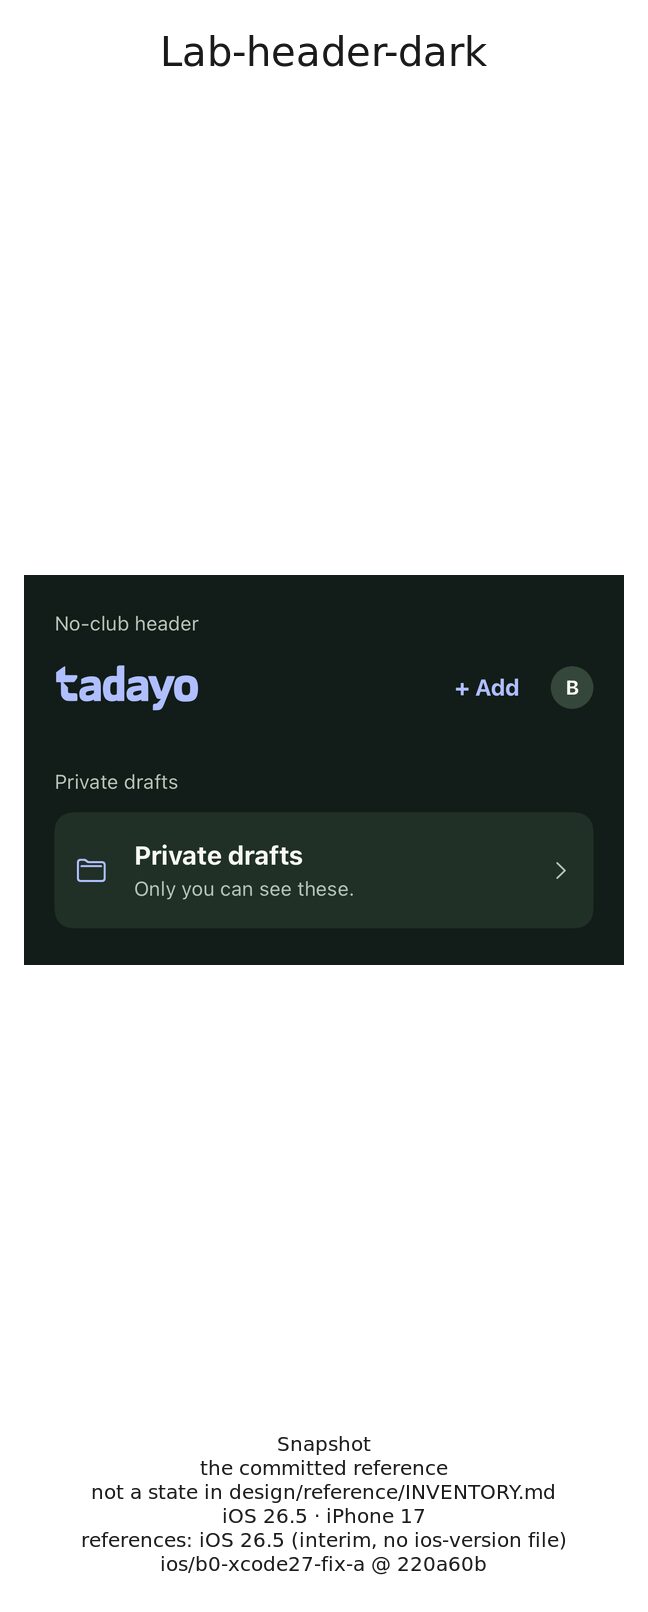 Lab-header-dark
No-club header
tadayo
+ Add
B
Private drafts
Private drafts
Only you can see these.
Snapshot
the committed reference
not a state in design/reference/INVENTORY.md
iOS 26.5 · iPhone 17
references: iOS 26.5 (interim, no ios-version file)
ios/b0-xcode27-fix-a @ 220a60b